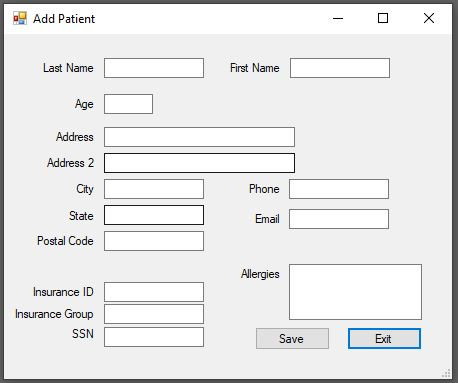 Add Patient
Last Name First Name
Age
Address
Address 2
City Phone
State Email
Postal Code
Allergies
Insurance ID
Insurance Group
SSN
Save Exit